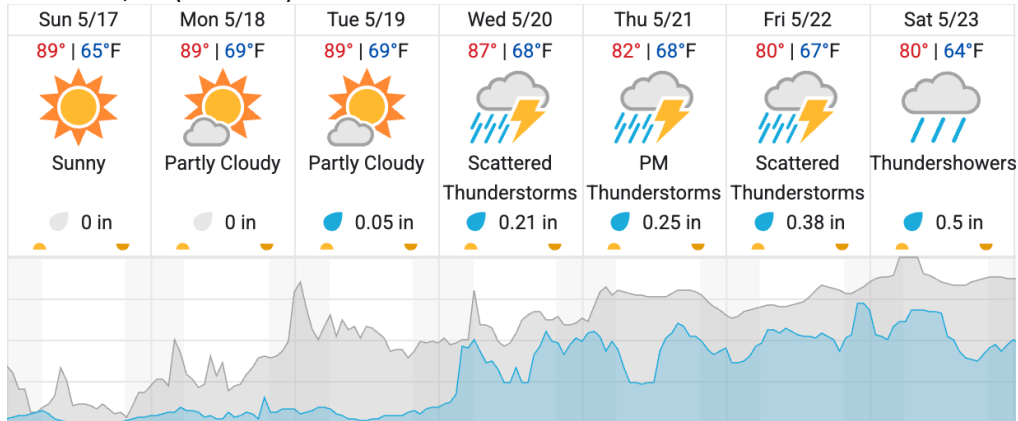 Sun 5/17 Mon 5/18 Tue 5/19 Wed 5/20 Thu 5/21 Fri 5/22 Sat 5/23
89° | 65°F 89° | 69°F 89° | 69°F 87° | 68°F 82° | 68°F 80° | 67°F 80° | 64°F
Sunny Partly Cloudy Partly Cloudy Scattered PM Scattered Thundershowers
Thunderstorms Thunderstorms Thunderstorms
0 in 0 in 0.05 in 0.21 in 0.25 in 0.38 in 0.5 in